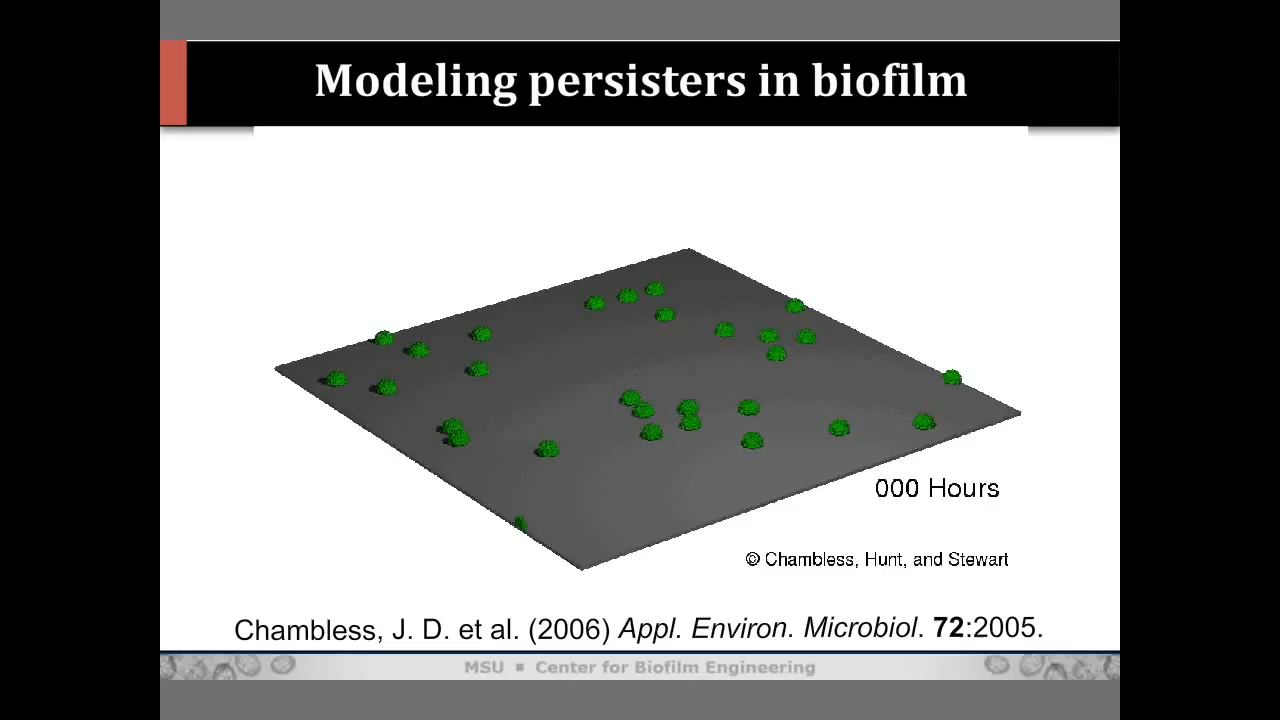 Modeling persisters in biofilm
000 Hours
© Chambless, Hunt, and Stewart
Chambless, J. D. et al. (2006) Appl. Environ. Microbiol. 72:2005.
MSU ▪ Center for Biofilm Engineering